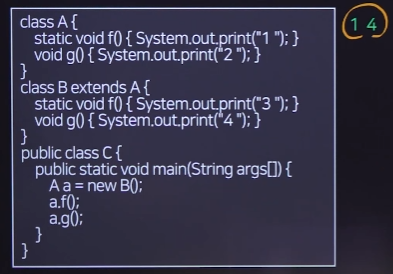 class A {
static void f() { System.out.print("1 "); }
void g() { System.out.print("2 "); }
}
class B extends A {
static void f() { System.out.print("3 "); }
void g() { System.out.print("4 "); }
}
public class C {
public static void main(String args[]) {
A a = new B();
a.f();
a.g();
}
}
1 4